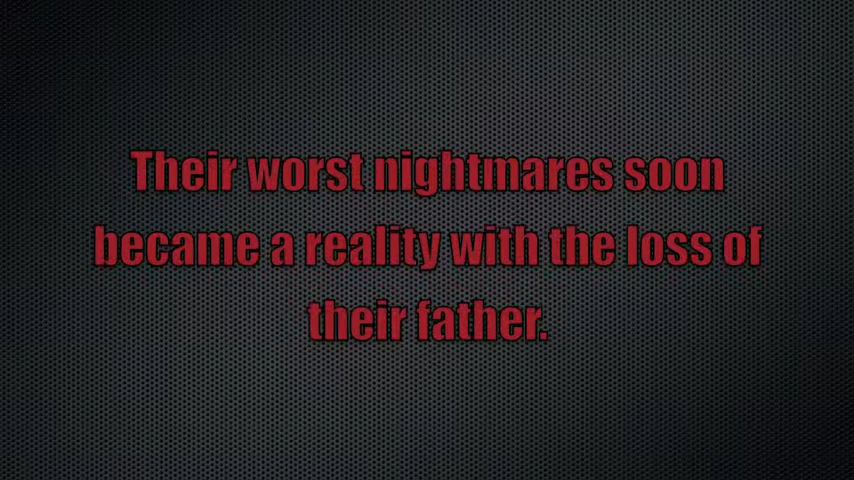 Their worst nightmares soon
became a reality with the loss of
their father.